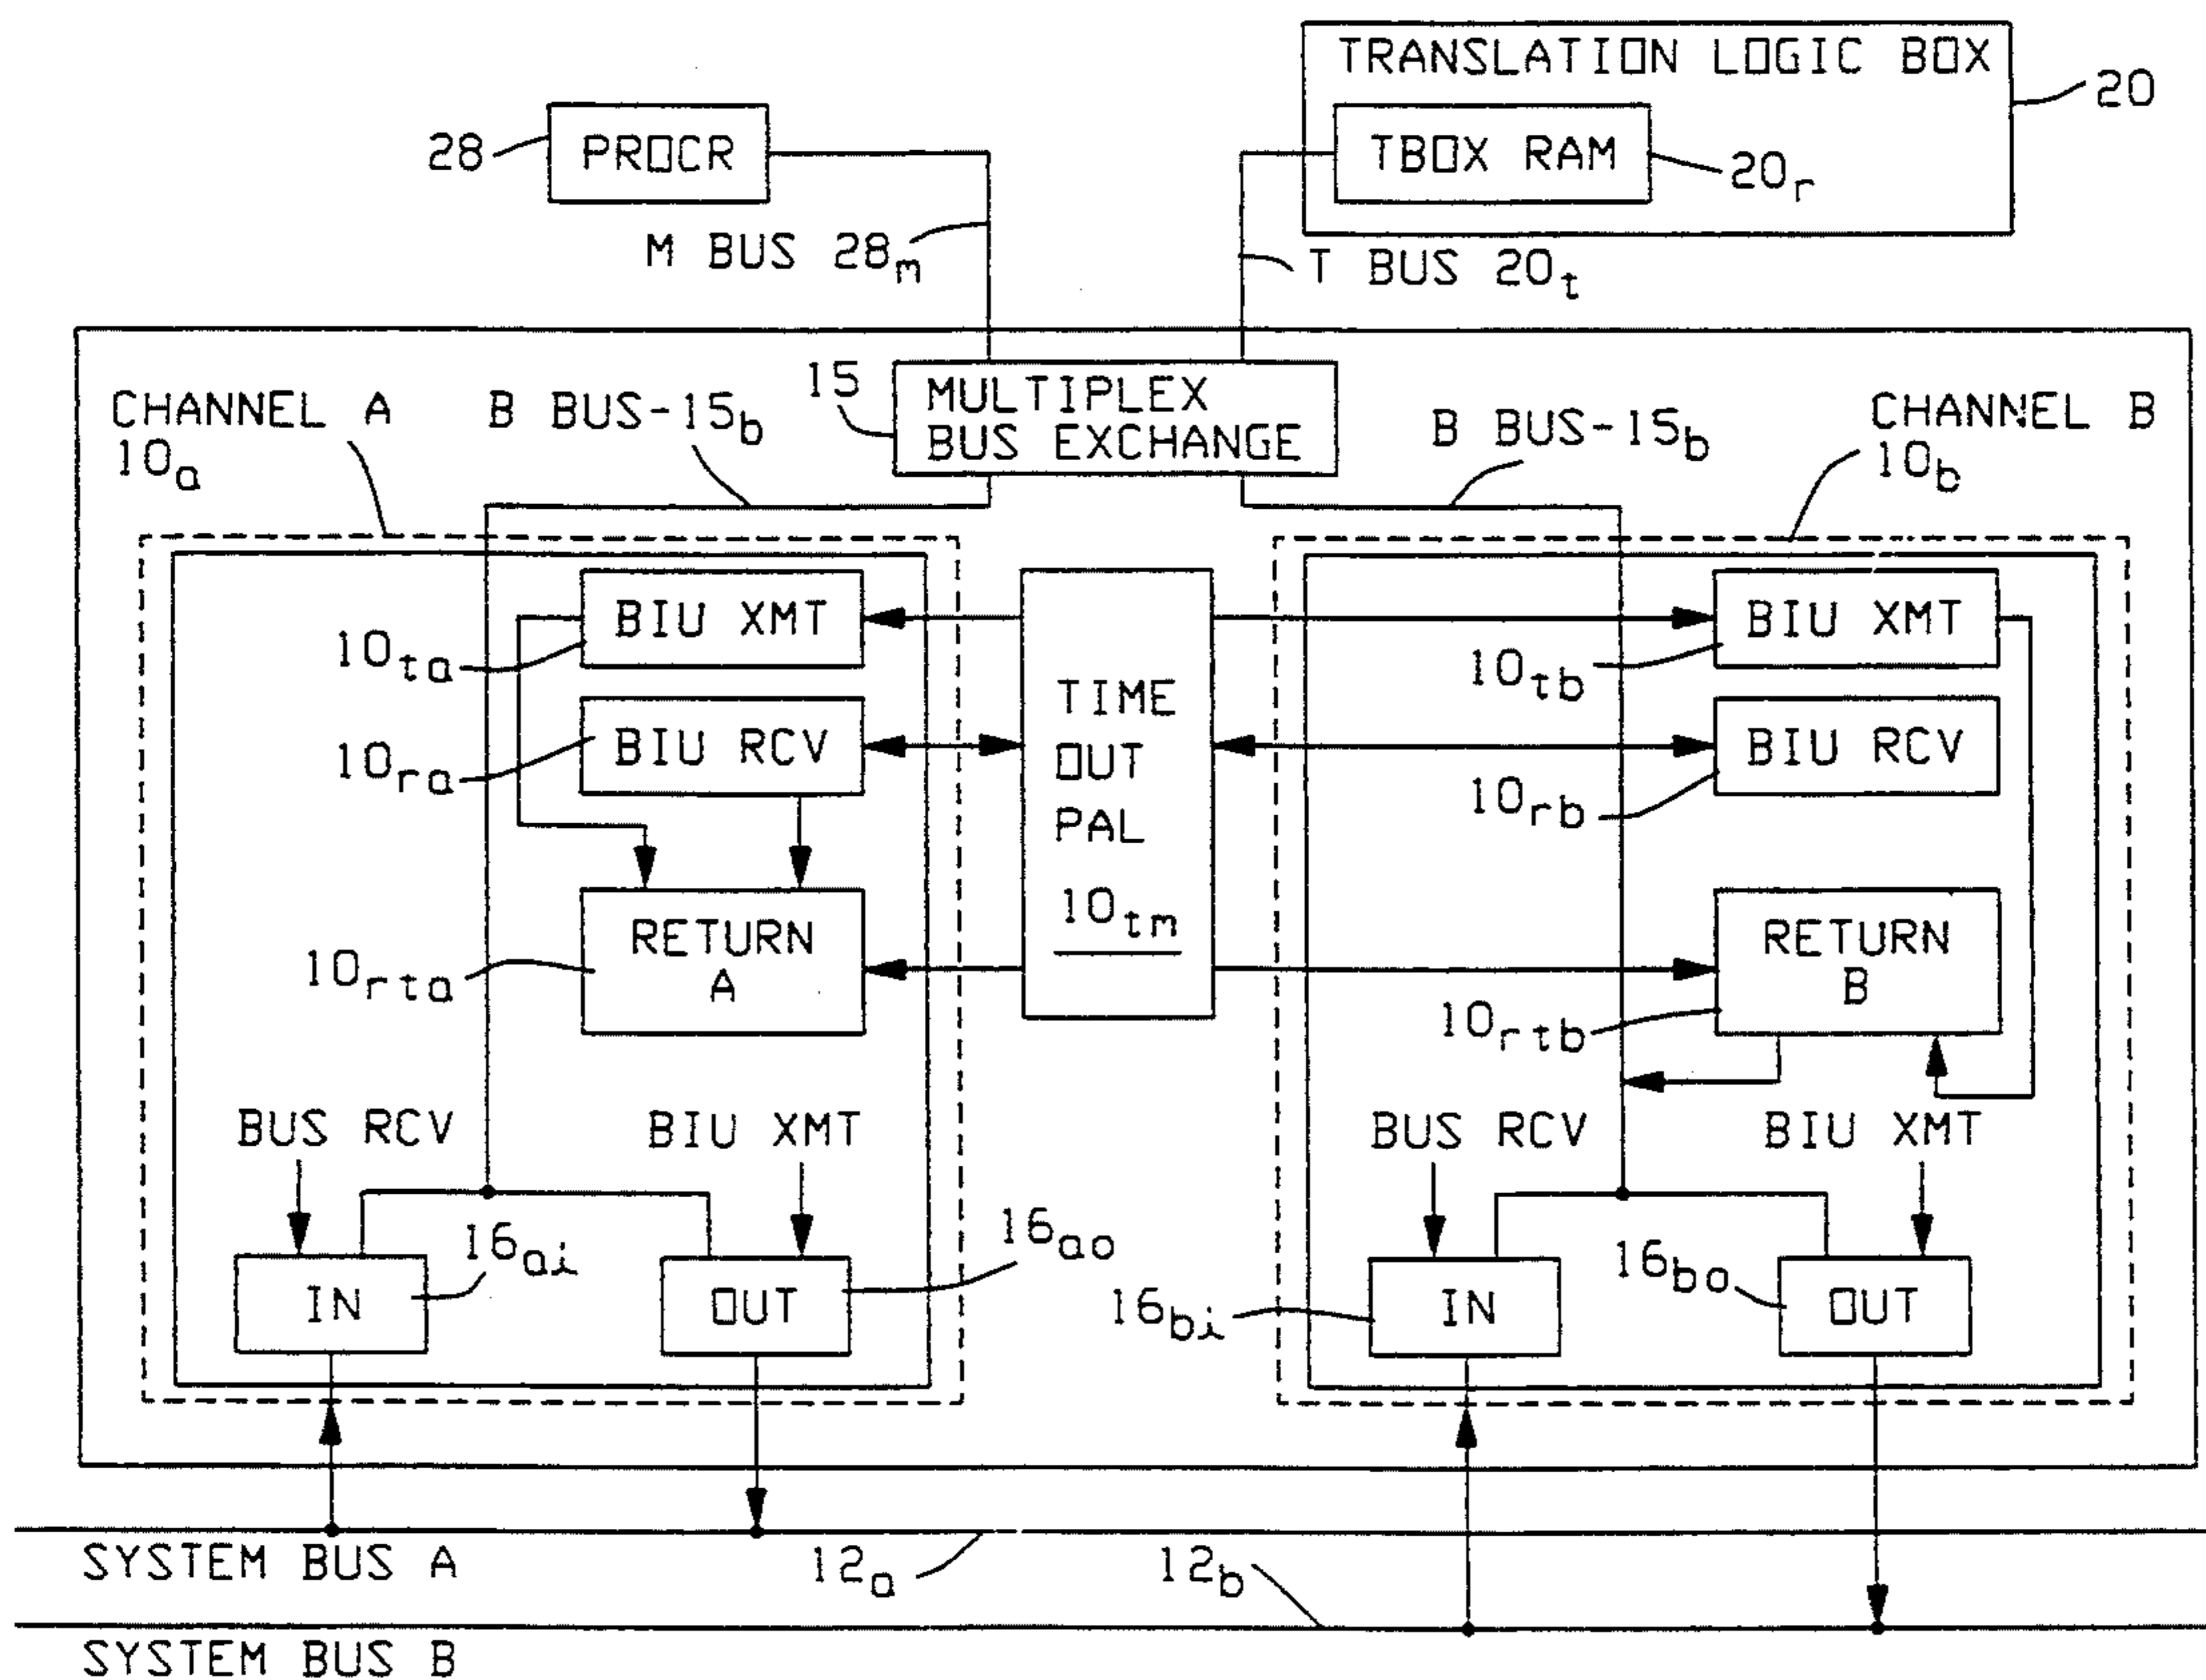 TRANSLATION LOGIC BOX
20
28
PROCR
TBOX RAM
20r
M BUS 28m
T BUS 20t
15
MULTIPLEX
BUS EXCHANGE
CHANNEL A
10a
B BUS-15b
B BUS-15b
CHANNEL B
10b
BIU XMT
10ta
BIU RCV
10ra
RETURN
A
10rta
TIME
OUT
PAL
10tm
BIU XMT
10tb
BIU RCV
10rb
RETURN
B
10rtb
BUS RCV
BIU XMT
BUS RCV
BIU XMT
IN
16ai
OUT
16ao
16bi
IN
16bo
OUT
SYSTEM BUS A
12a
12b
SYSTEM BUS B